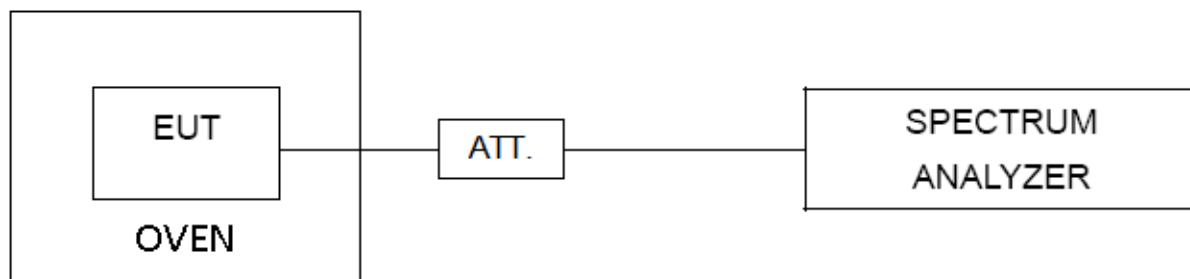 EUT
OVEN
ATT.
SPECTRUM
ANALYZER